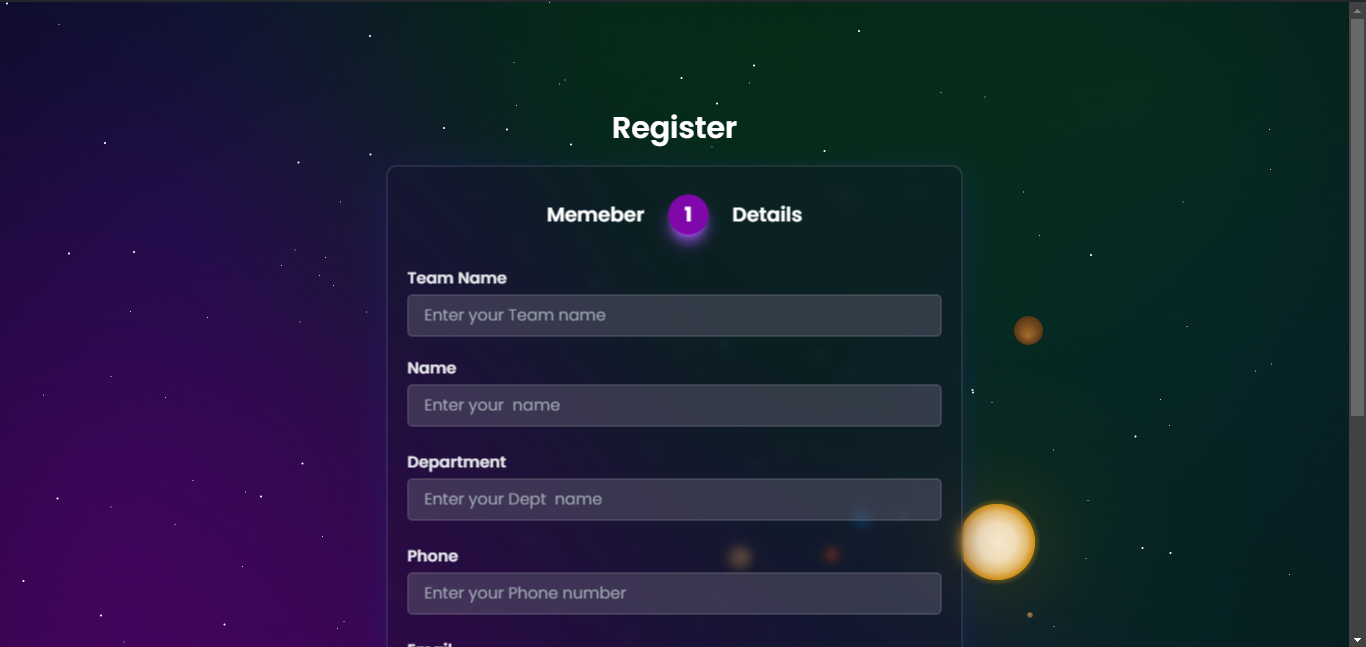 Register
Memeber 1 Details
Team Name
Enter your Team name
Name
Enter your  name
Department
Enter your Dept  name
Phone
Enter your Phone number
Email